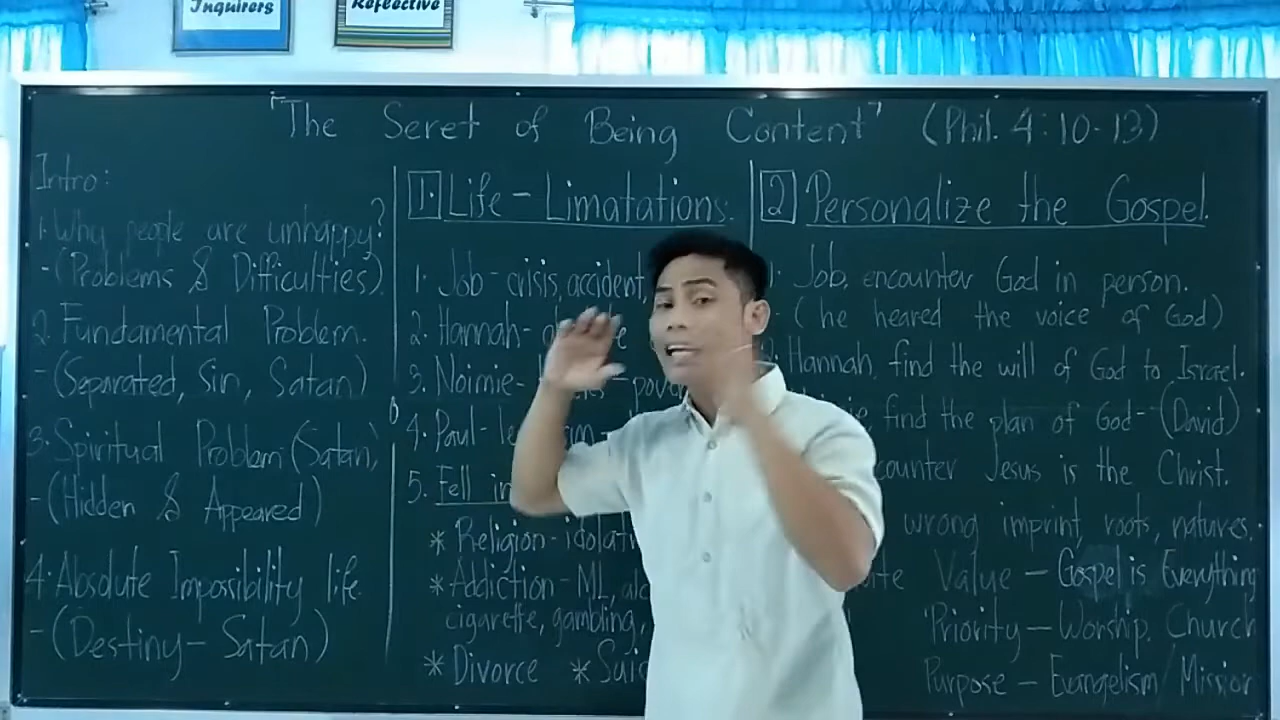 Inquirers
Reflective
"The Seret of Being Content" (Phil. 4:10-13)
Intro:
1. Why people are unhappy?
-(Problems & Difficulties)
2. Fundamental Problem.
-(Separated, Sin, Satan)
3. Spiritual Problem (Satan)
-(Hidden & Appeared)
4. Absolute Impossibility life.
-(Destiny- Satan)
1. Life - Limatations.
1. Job - crisis, accident,
2. Hannah-
3. Noimie-
4. Paul-
5. Fell in
* Religion -
* Addiction - ML,
cigarette, gambling,
* Divorce *
2 Personalize the Gospel.
Job, encounter God in person.
(he heared the voice of God)
Hannah, find the will of God to Israel.
find the plan of God- (David)
Jesus is the Christ.
wrong imprint, roots, natures.
Value - Gospel is Everything
Priority - Worship, Church
Purpose - Evangelism/Mission